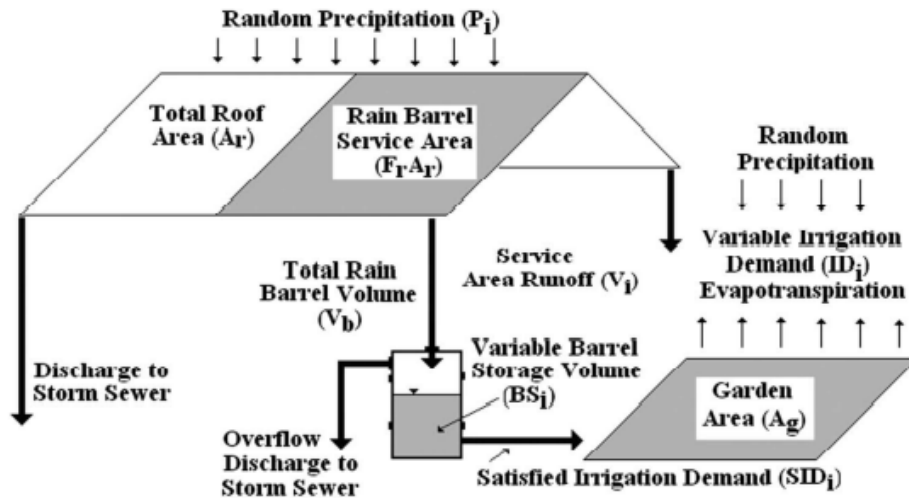 Random Precipitation (Pi)
Total Roof
Area (Ar)
Rain Barrel
Service Area
(FrAr)
Random
Precipitation
Variable Irrigation
Demand (IDi)
Evapotranspiration
Service
Area Runoff (Vi)
Total Rain
Barrel Volume
(Vb)
Discharge to
Storm Sewer
Variable Barrel
Storage Volume
(BSi)
Garden
Area (Ag)
Overflow
Discharge to
Storm Sewer
Satisfied Irrigation Demand (SIDi)